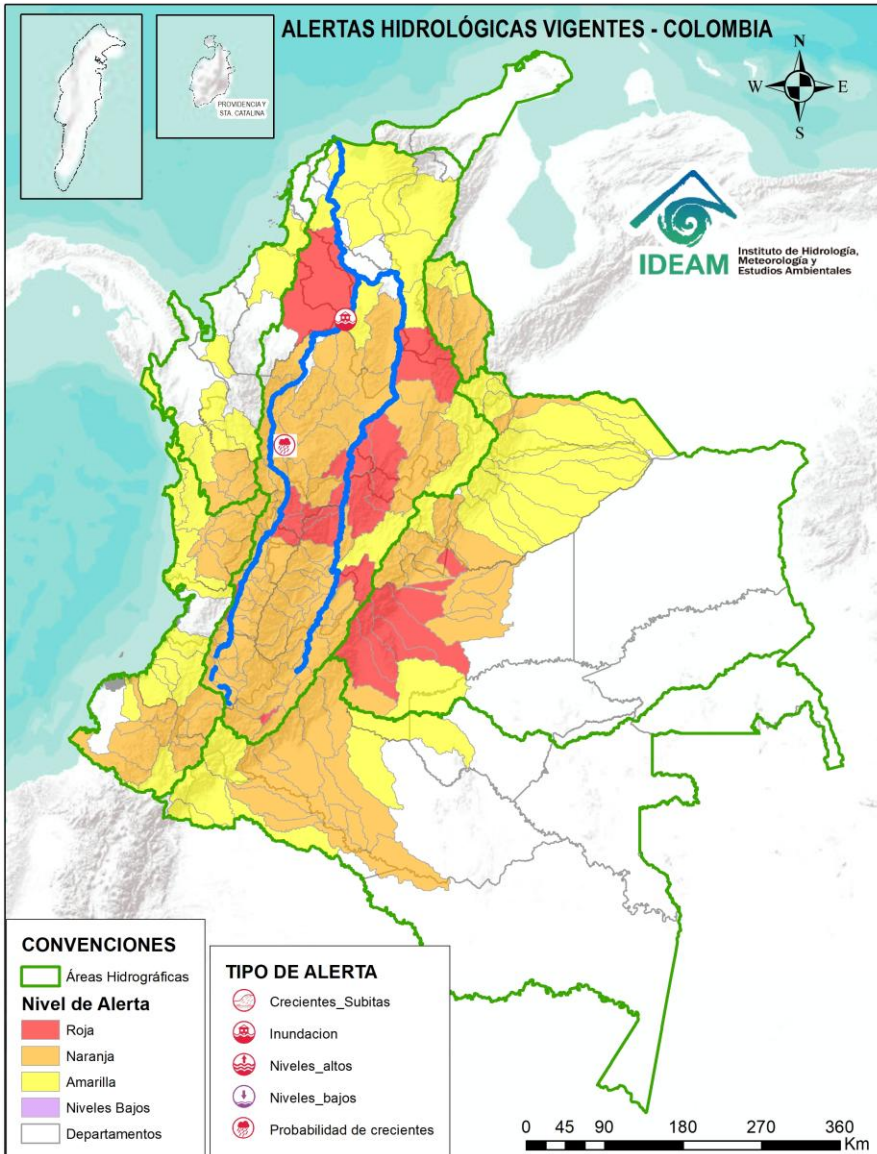 ALERTAS HIDROLÓGICAS VIGENTES - COLOMBIA
PROVIDENCIA Y
STA. CATALINA
N
W
E
S
IDEAM
Instituto de Hidrología,
Meteorología y
Estudios Ambientales
CONVENCIONES
Áreas Hidrográficas
Nivel de Alerta
Roja
Naranja
Amarilla
Niveles Bajos
Departamentos
TIPO DE ALERTA
Crecientes_Subitas
Inundacion
Niveles_altos
Niveles_bajos
Probabilidad de crecientes
0 45 90 180 270 360
Km